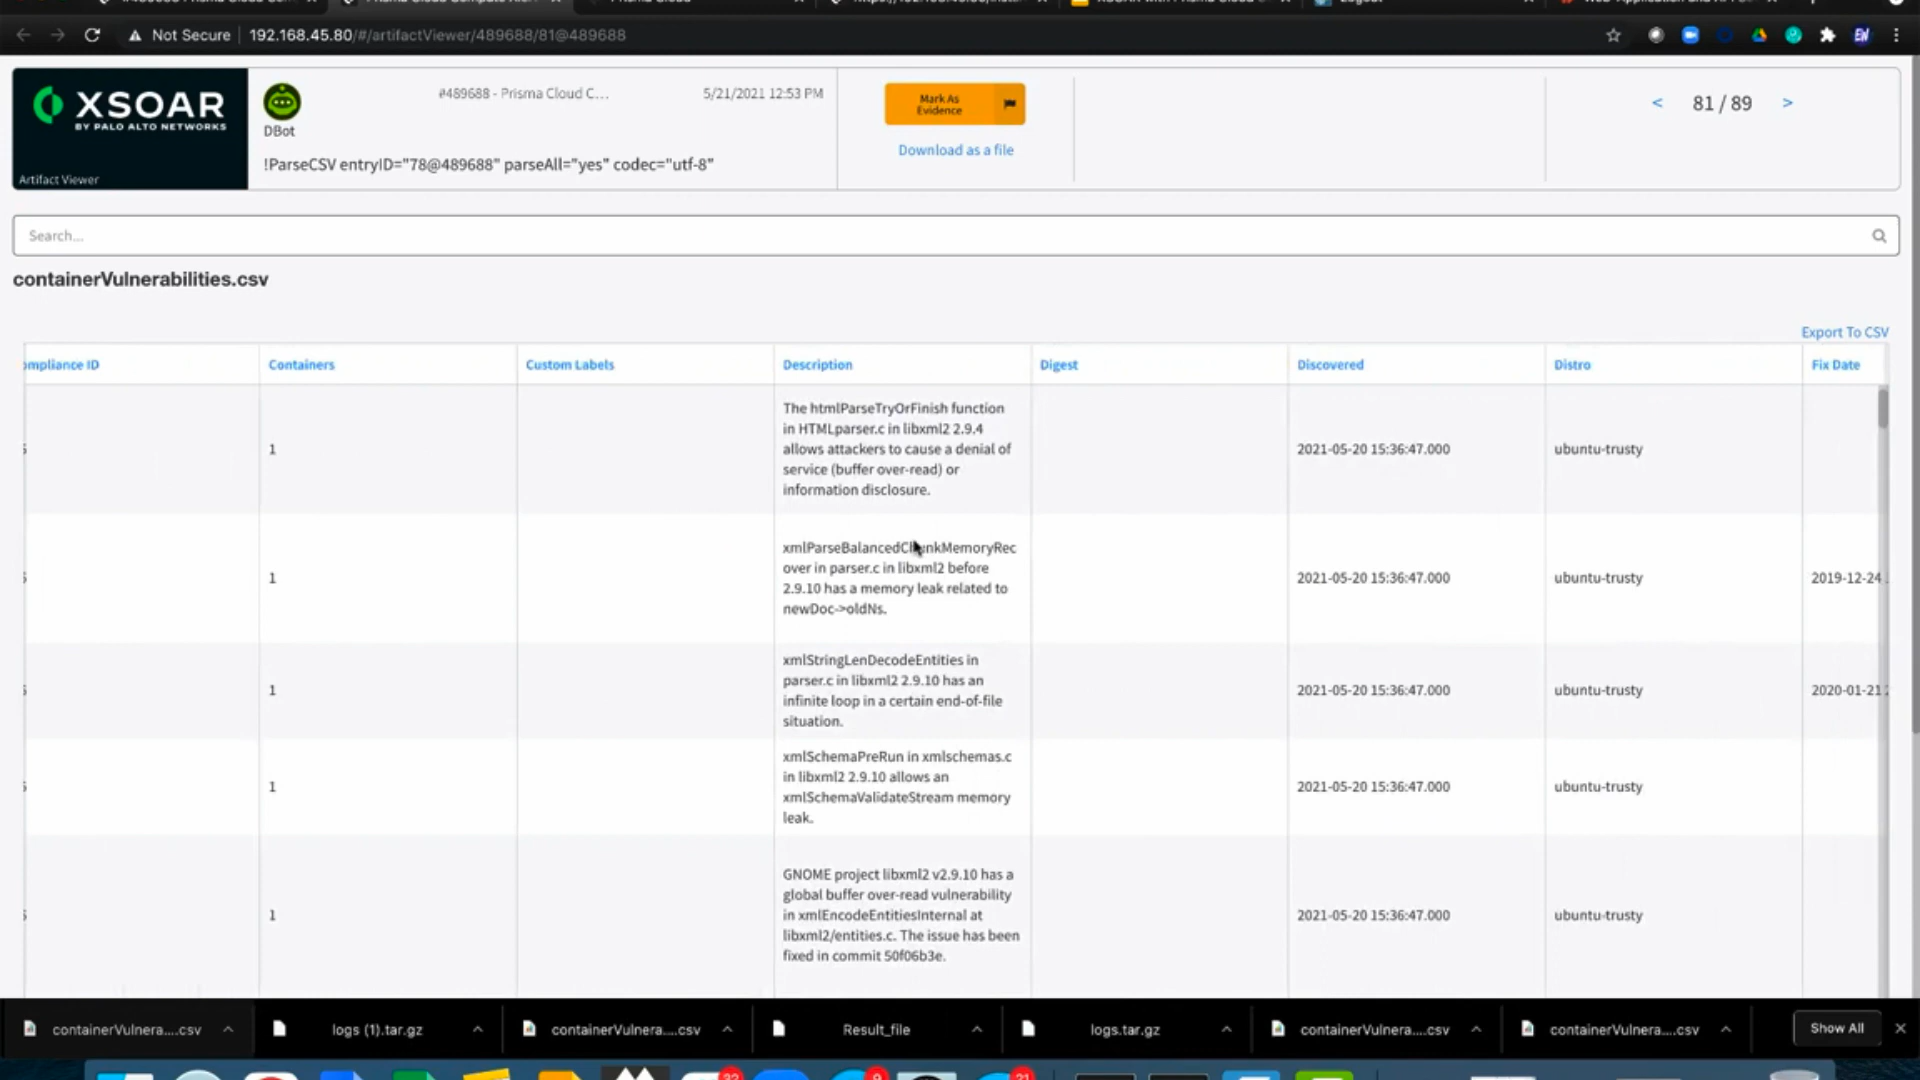 Not Secure 192.168.45.80/#/artifactViewer/489688/81@489688
XSOAR
BY PALO ALTO NETWORKS
Artifact Viewer
DBot
#489688 - Prisma Cloud C...
5/21/2021 12:53 PM
!ParseCSV entryID="78@489688" parseAll="yes" codec="utf-8"
Mark As
Evidence
Download as a file
< 81 / 89 >
Search...
containerVulnerabilities.csv
Export To CSV
ompliance ID Containers Custom Labels Description Digest Discovered Distro Fix Date
The htmlParseTryOrFinish function
in HTMLparser.c in libxml2 2.9.4
allows attackers to cause a denial of
service (buffer over-read) or
information disclosure.
1
2021-05-20 15:36:47.000
ubuntu-trusty
xmlParseBalancedChunkMemoryRec
over in parser.c in libxml2 before
2.9.10 has a memory leak related to
newDoc->oldNs.
1
2021-05-20 15:36:47.000
ubuntu-trusty
2019-12-24
xmlStringLenDecodeEntities in
parser.c in libxml2 2.9.10 has an
infinite loop in a certain end-of-file
situation.
1
2021-05-20 15:36:47.000
ubuntu-trusty
2020-01-21
xmlSchemaPreRun in xmlschemas.c
in libxml2 2.9.10 allows an
xmlSchemaValidateStream memory
leak.
1
2021-05-20 15:36:47.000
ubuntu-trusty
GNOME project libxml2 v2.9.10 has a
global buffer over-read vulnerability
in xmlEncodeEntitiesInternal at
libxml2/entities.c. The issue has been
fixed in commit 50f06b3e.
1
2021-05-20 15:36:47.000
ubuntu-trusty
containerVulnera....csv logs (1).tar.gz containerVulnera....csv Result_file logs.tar.gz containerVulnera....csv containerVulnera....csv Show All